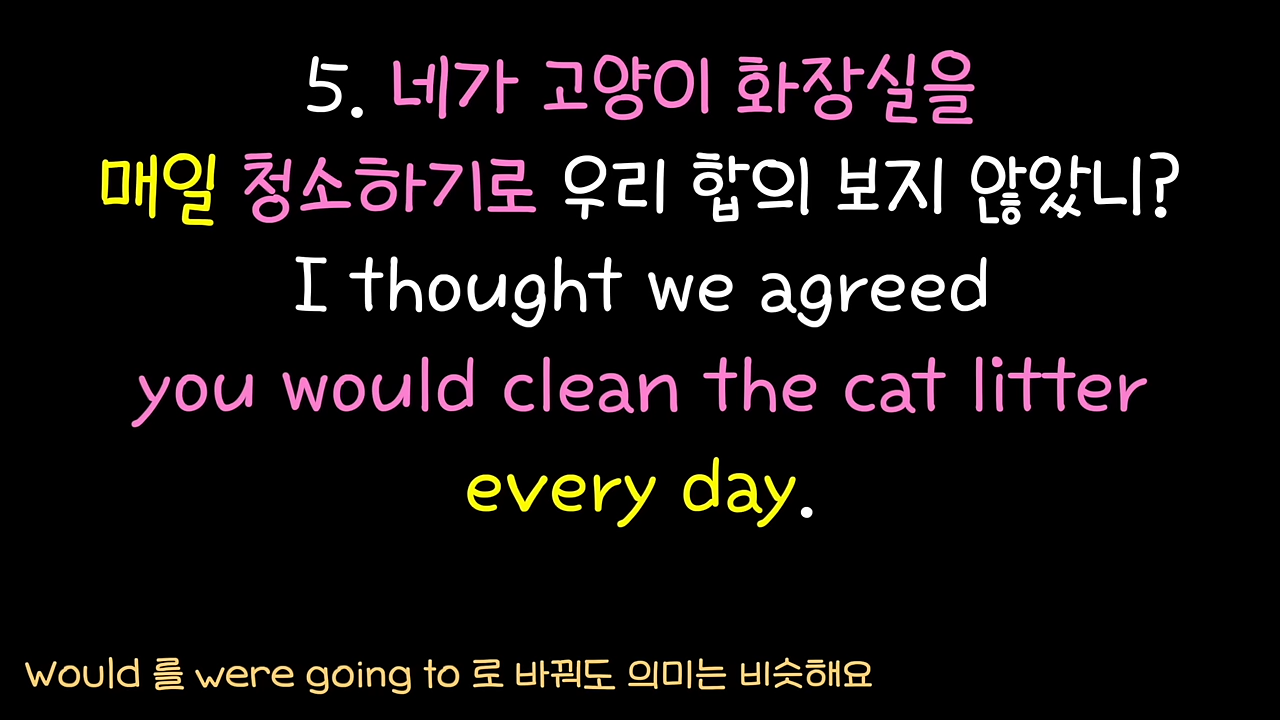 5. 네가 고양이 화장실을
매일 청소하기로 우리 합의 보지 않았니?
I thought we agreed
you would clean the cat litter
every day.
Would 를 were going to 로 바꿔도 의미는 비슷해요